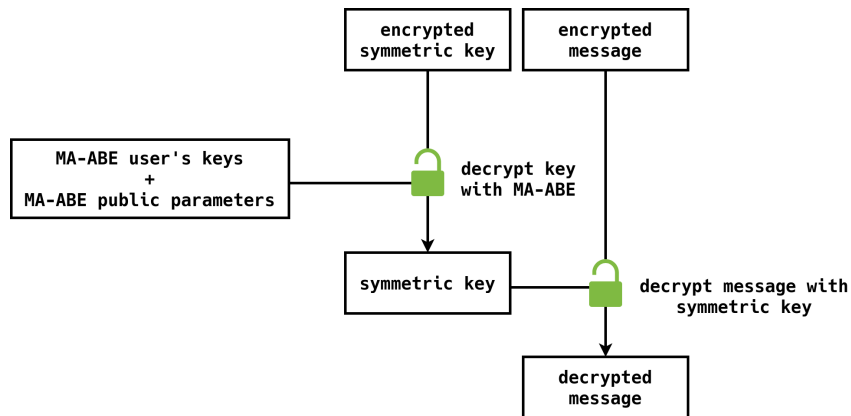 encrypted
symmetric key
encrypted
message
MA-ABE user's keys
+
MA-ABE public parameters
decrypt key
with MA-ABE
symmetric key
decrypt message with
symmetric key
decrypted
message